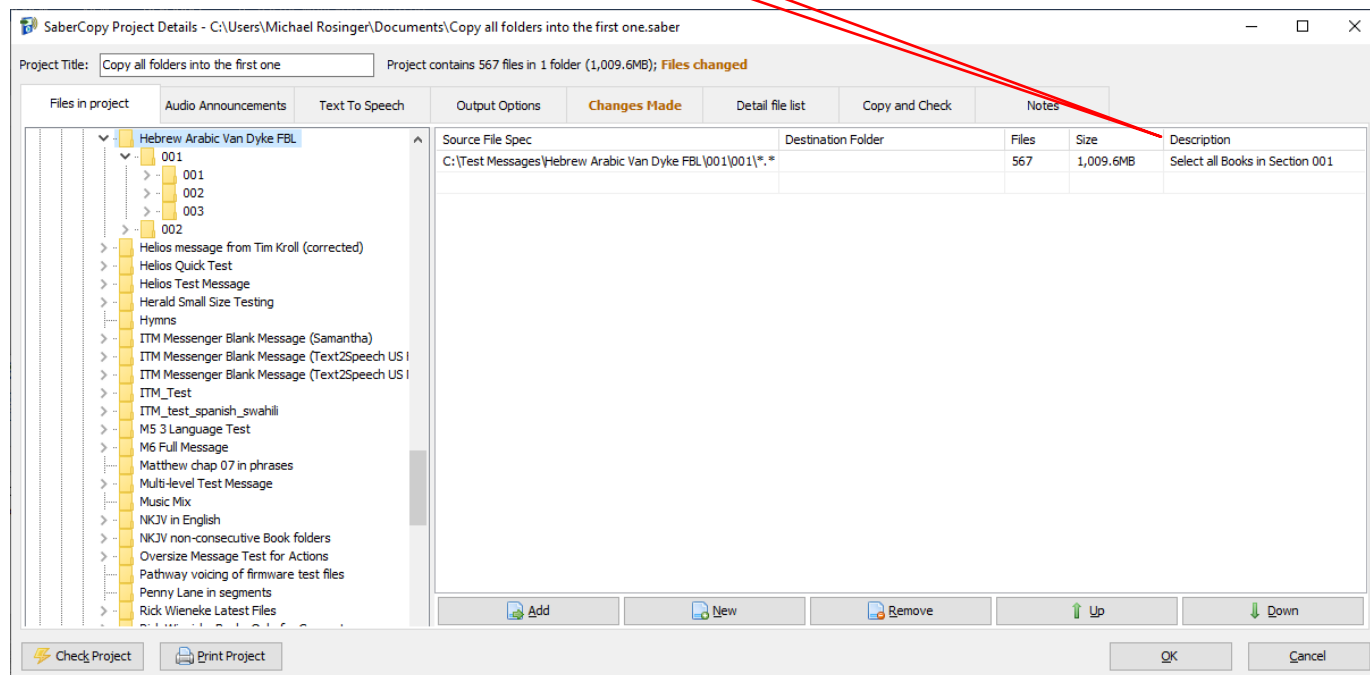 SaberCopy Project Details - C:\Users\Michael Rosinger\Documents\Copy all folders into the first one.saber
Project Title: Copy all folders into the first one Project contains 567 files in 1 folder (1,009.6MB); Files changed
Files in project Audio Announcements Text To Speech Output Options Changes Made Detail file list Copy and Check Notes
Hebrew Arabic Van Dyke FBL
001
001
002
003
002
Helios message from Tim Kroll (corrected)
Helios Quick Test
Helios Test Message
Herald Small Size Testing
Hymns
ITM Messenger Blank Message (Samantha)
ITM Messenger Blank Message (Text2Speech US
ITM Messenger Blank Message (Text2Speech US
ITM_Test
ITM_test_spanish_swahili
M5 3 Language Test
M6 Full Message
Matthew chap 07 in phrases
Multi-level Test Message
Music Mix
NKJV in English
NKJV non-consecutive Book folders
Oversize Message Test for Actions
Pathway voicing of firmware test files
Penny Lane in segments
Rick Wieneke Latest Files
Source File Spec Destination Folder Files Size Description
C:\Test Messages\Hebrew Arabic Van Dyke FBL\001\001\*.* 567 1,009.6MB Select all Books in Section 001
Add New Remove Up Down
Check Project Print Project OK Cancel